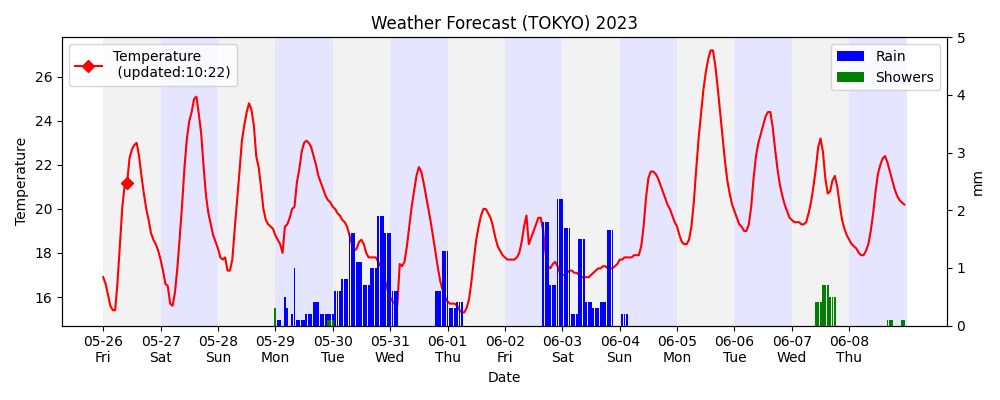 Weather Forecast (TOKYO) 2023
Temperature
(updated:10:22)
Rain
Showers
Temperature
26
24
22
20
18
16
5
4
3
2
1
0
mm
05-26 05-27 05-28 05-29 05-30 05-31 06-01 06-02 06-03 06-04 06-05 06-06 06-07 06-08
Fri Sat Sun Mon Tue Wed Thu Fri Sat Sun Mon Tue Wed Thu
Date